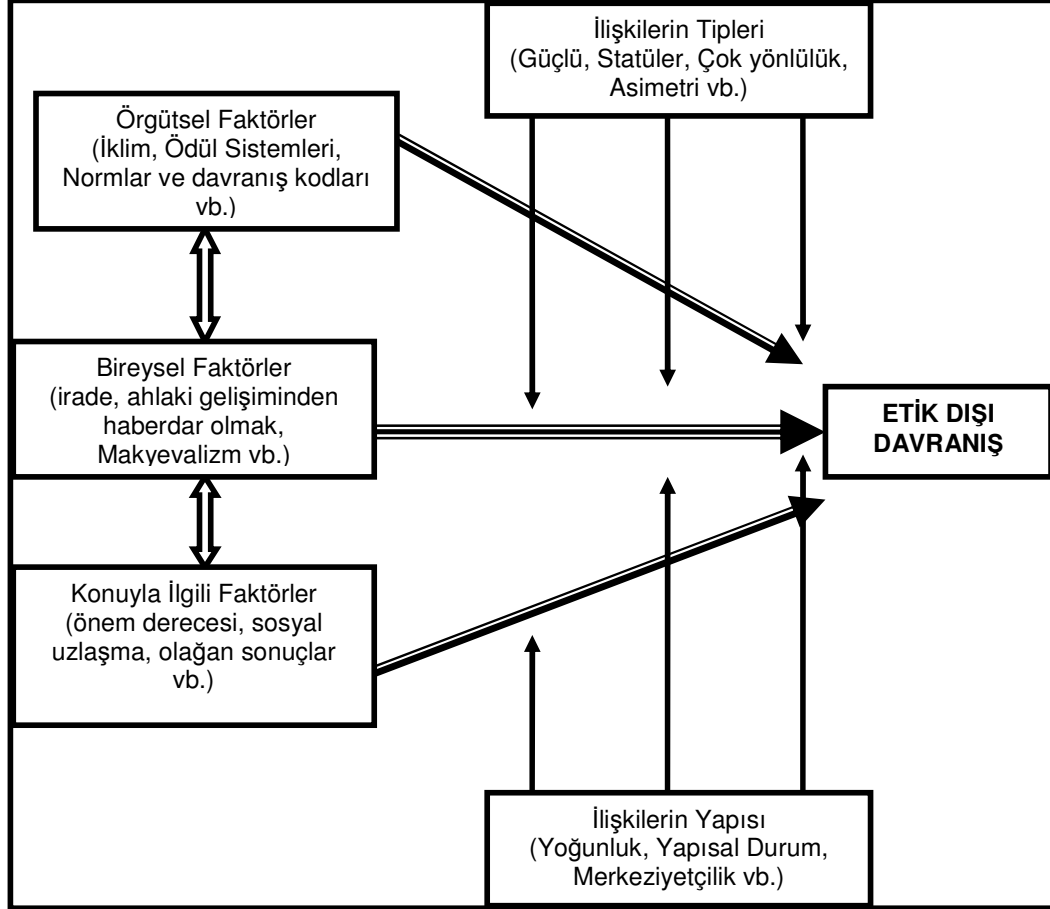 İlişkilerin Tipleri
(Güçlü, Statüler, Çok yönlülük,
Asimetri vb.)
Örgütsel Faktörler
(İklim, Ödül Sistemleri,
Normlar ve davranış kodları
vb.)
Bireysel Faktörler
(irade, ahlaki gelişiminden
haberdar olmak,
Makyevalizm vb.)
ETİK DIŞI
DAVRANIŞ
Konuyla İlgili Faktörler
(önem derecesi, sosyal
uzlaşma, olağan sonuçlar
vb.)
İlişkilerin Yapısı
(Yoğunluk, Yapısal Durum,
Merkeziyetçilik vb.)